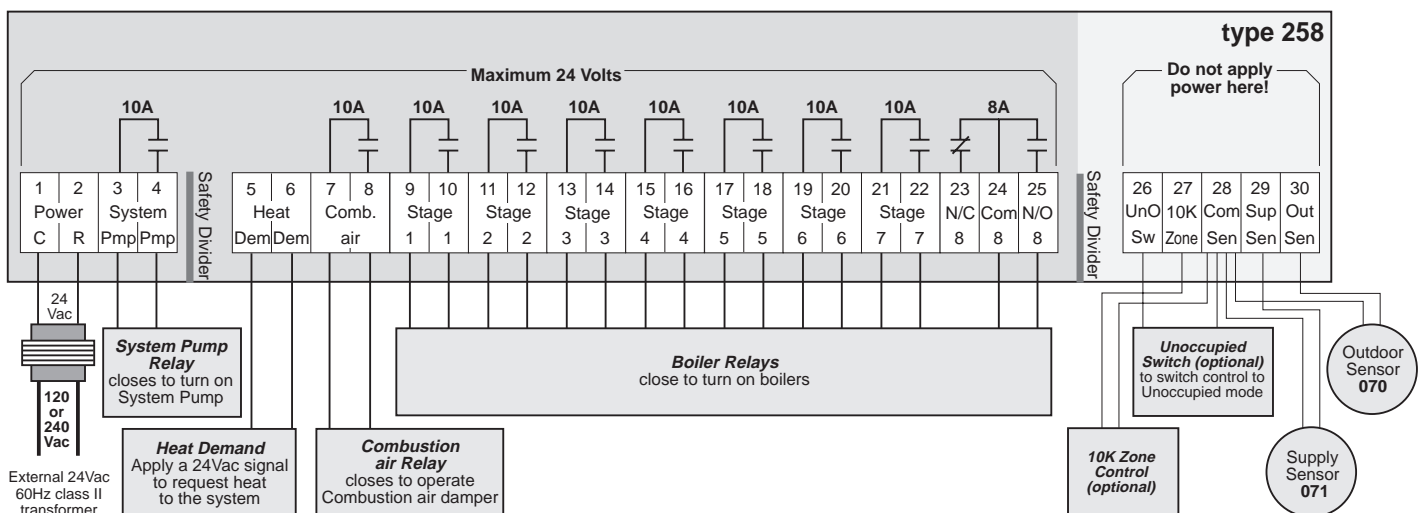 type 258
Maximum 24 Volts
Do not apply
power here!
10A 10A 10A 10A 10A 10A 10A 10A 10A 8A
1 2 3 4
Power System
C R Pmp Pmp
Safety Divider
5 6 7 8 9 10 11 12 13 14 15 16 17 18 19 20 21 22 23 24 25
Heat Comb. Stage Stage Stage Stage Stage Stage Stage N/C Com N/O
Dem Dem air 1 1 2 2 3 3 4 4 5 5 6 6 7 7 8 8 8
Safety Divider
26 27 28 29 30
UnO 10K Com Sup Out
Sw Zone Sen Sen Sen
24
Vac
120
or
240
Vac
External 24Vac
60Hz class II
transformer
System Pump
Relay
closes to turn on
System Pump
Heat Demand
Apply a 24Vac signal
to request heat
to the system
Combustion
air Relay
closes to operate
Combustion air damper
Boiler Relays
close to turn on boilers
10K Zone
Control
(optional)
Unoccupied
Switch (optional)
to switch control to
Unoccupied mode
Supply
Sensor
071
Outdoor
Sensor
070